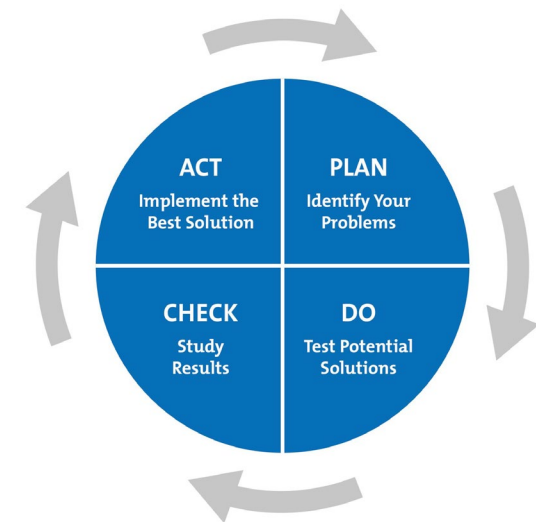 ACT
Implement the
Best Solution
PLAN
Identify Your
Problems
CHECK
Study
Results
DO
Test Potential
Solutions